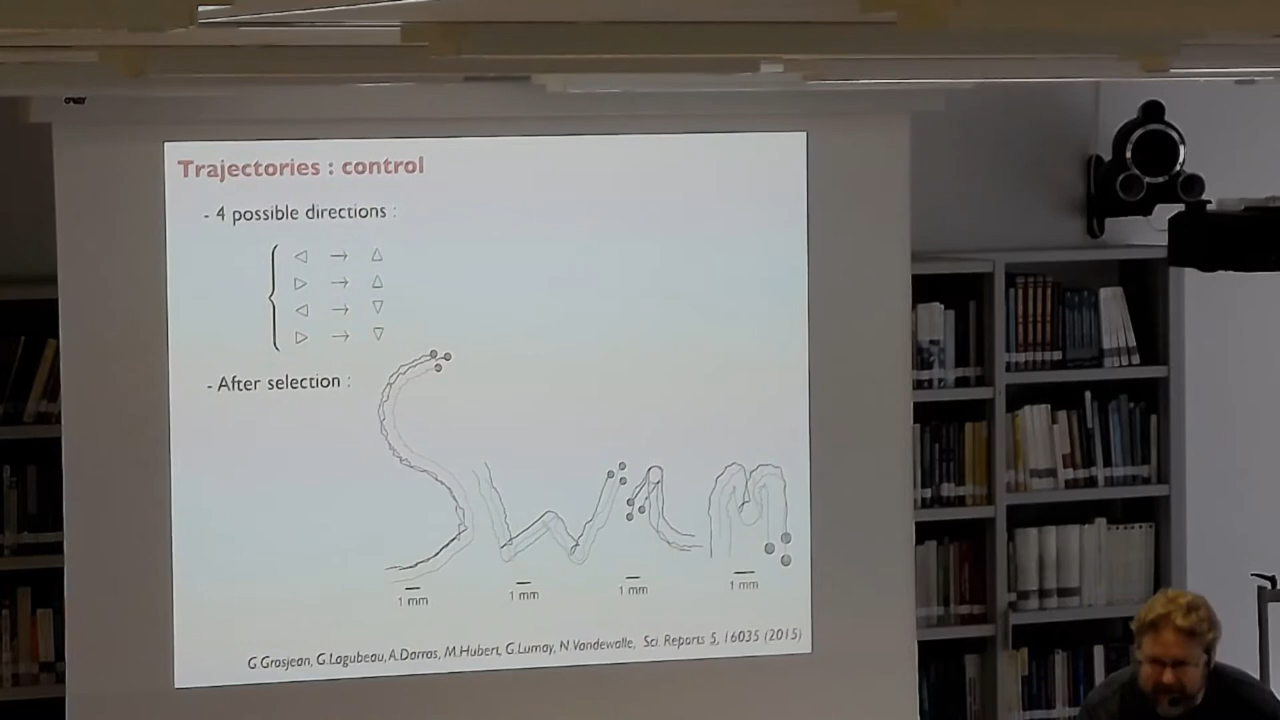 Trajectories : control
- 4 possible directions :
- After selection :
1 mm
1 mm
1 mm
1 mm
G.Grosjean, G.Lagubeau, A.Darras, M.Hubert, G.Lumay, N.Vandewalle, Sci. Reports 5, 16035 (2015)